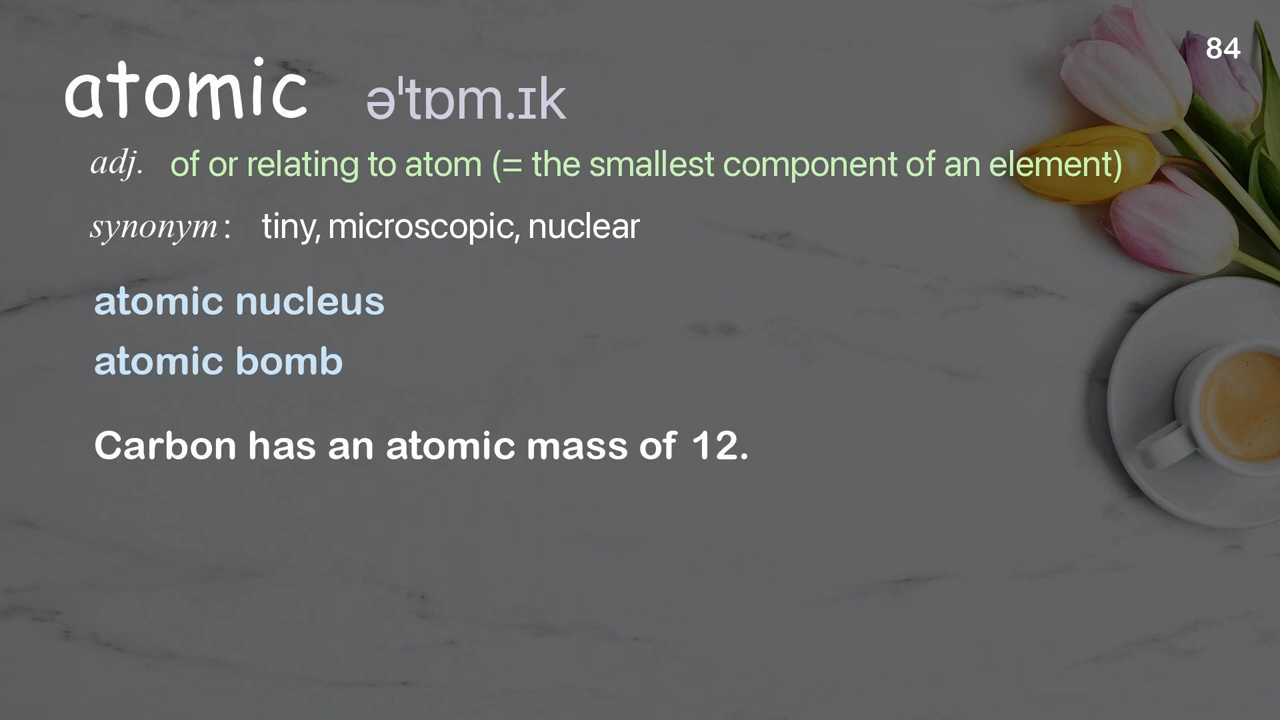 84
atomic əˈtɒm.ɪk
adj. of or relating to atom (= the smallest component of an element)
synonym: tiny, microscopic, nuclear
atomic nucleus
atomic bomb
Carbon has an atomic mass of 12.